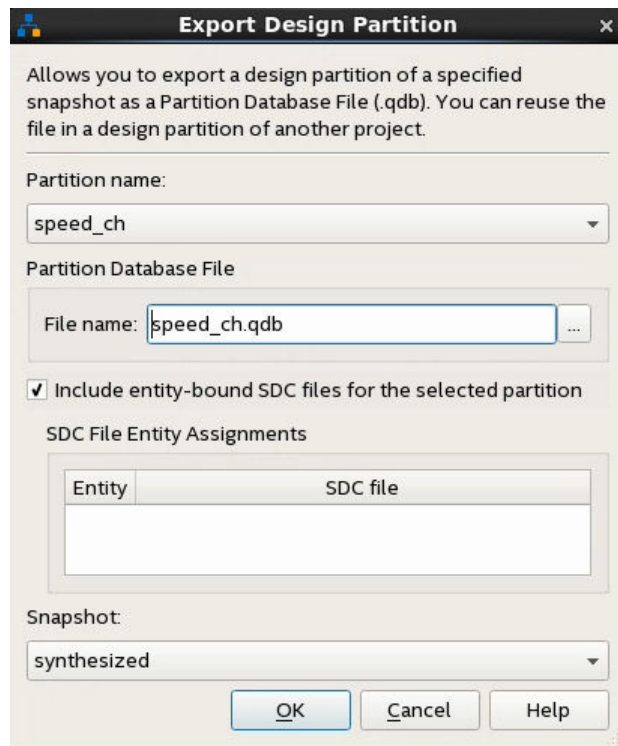 Export Design Partition
Allows you to export a design partition of a specified
snapshot as a Partition Database File (.qdb). You can reuse the
file in a design partition of another project.
Partition name:
speed_ch
Partition Database File
File name: speed_ch.qdb ...
Include entity-bound SDC files for the selected partition
SDC File Entity Assignments
Entity SDC file
Snapshot:
synthesized
OK Cancel Help